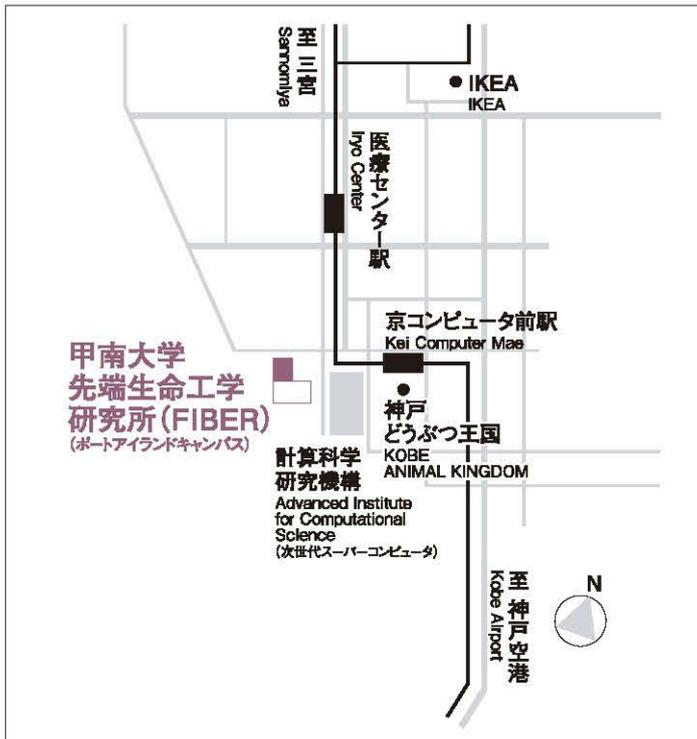 至 三宮
Sannomiya
IKEA
IKEA
医療センター駅
Iryo Center
京コンピュータ前駅
Kei Computer Mae
甲南大学
先端生命工学
研究所(FIBER)
(ポートアイランドキャンパス)
神戸
どうぶつ王国
KOBE
ANIMAL KINGDOM
計算科学
研究機構
Advanced Institute
for Computational
Science
(次世代スーパーコンピュータ)
至 神戸空港
Kobe Airport
N